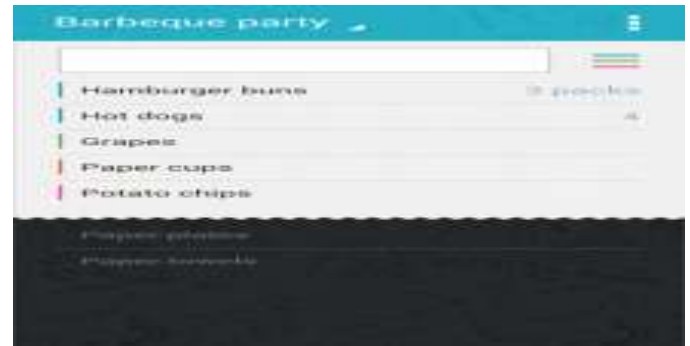 Barbeque party
Hamburger buns 3 packs
Hot dogs 4
Grapes
Paper cups
Potato chips
Paper plates
Paper towels